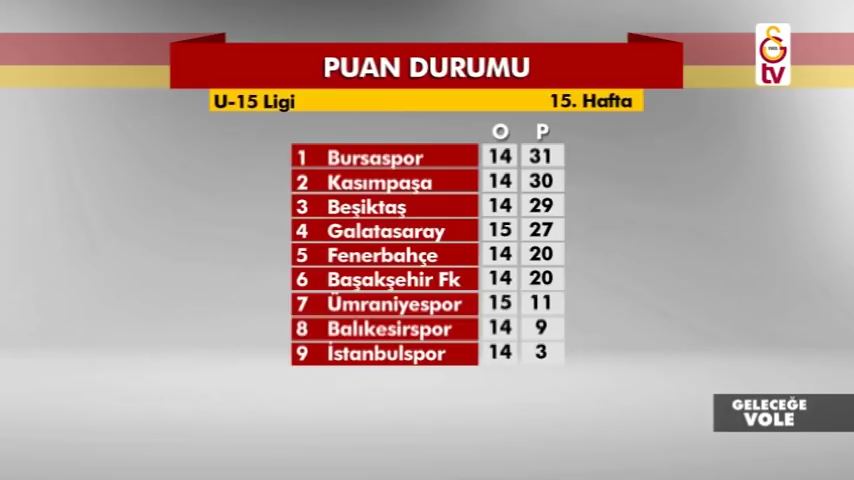 PUAN DURUMU
tv
U-15 Ligi 15. Hafta
O P
1 Bursaspor 14 31
2 Kasımpaşa 14 30
3 Beşiktaş 14 29
4 Galatasaray 15 27
5 Fenerbahçe 14 20
6 Başakşehir Fk 14 20
7 Ümraniyespor 15 11
8 Balıkesirspor 14 9
9 İstanbulspor 14 3
GELECEĞE
VOLE